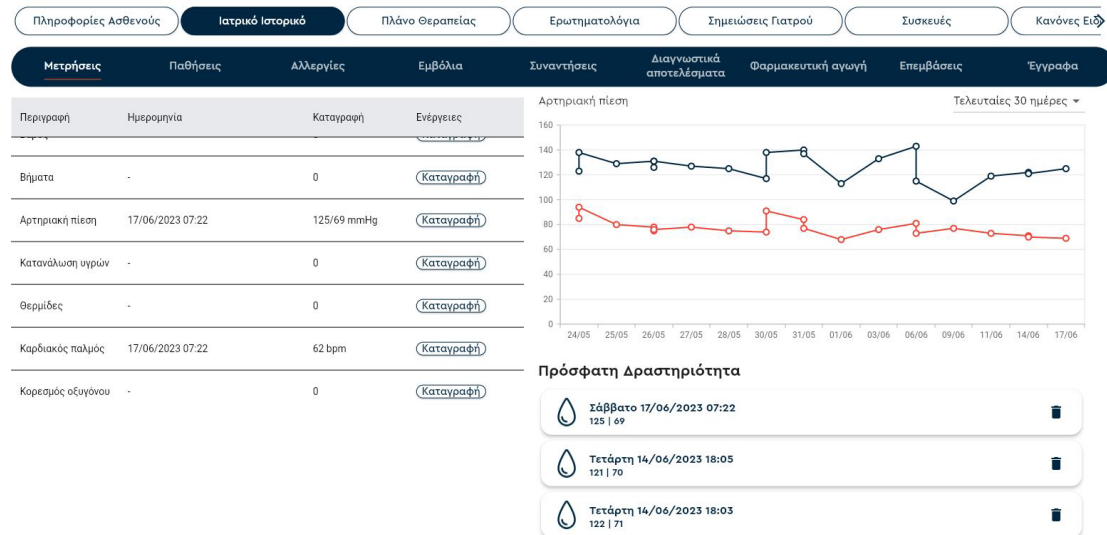 Πληροφορίες Ασθενούς Ιατρικό Ιστορικό Πλάνο Θεραπείας Ερωτηματολόγια Σημειώσεις Γιατρού Συσκευές Κανόνες
Μετρήσεις Παθήσεις Αλλεργίες Εμβόλια Συναντήσεις Διαγνωστικά αποτελέσματα Φαρμακευτική αγωγή Επεμβάσεις Έγγραφα
Περιγραφή Ημερομηνία Καταγραφή Ενέργειες
Βήματα - 0 Καταγραφή
Αρτηριακή πίεση 17/06/2023 07:22 125/69 mmHg Καταγραφή
Κατανάλωση υγρών - 0 Καταγραφή
Θερμίδες - 0 Καταγραφή
Καρδιακός παλμός 17/06/2023 07:22 62 bpm Καταγραφή
Κορεσμός οξυγόνου - 0 Καταγραφή
Αρτηριακή πίεση Τελευταίες 30 ημέρες
160
140
120
100
80
60
40
20
0
24/05 25/05 26/05 27/05 28/05 30/05 31/05 01/06 03/06 06/06 09/06 11/06 14/06 17/06
Πρόσφατη Δραστηριότητα
Σάββατο 17/06/2023 07:22
125 | 69
Τετάρτη 14/06/2023 18:05
121 | 70
Τετάρτη 14/06/2023 18:03
122 | 71